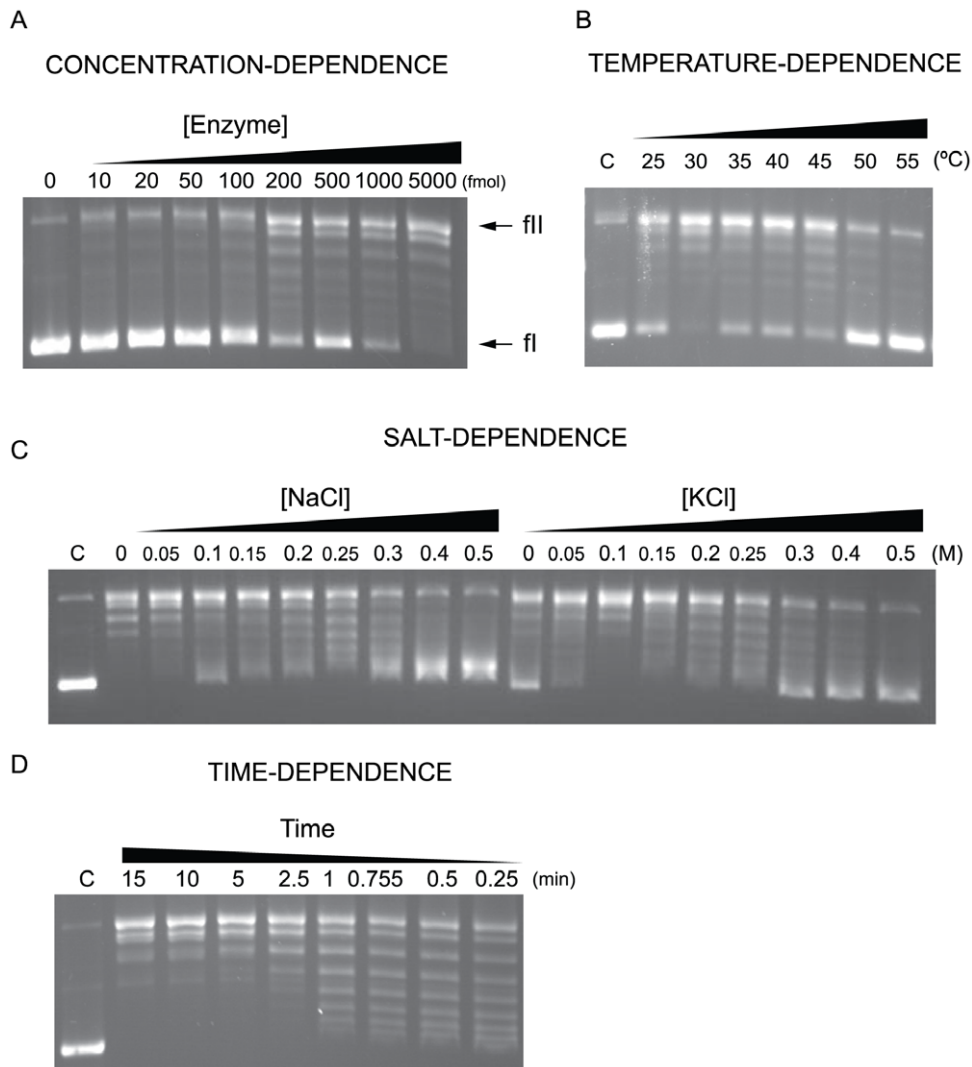 A
CONCENTRATION-DEPENDENCE
[Enzyme]
0 10 20 50 100 200 500 1000 5000 (fmol)
fII
fI
B
TEMPERATURE-DEPENDENCE
C 25 30 35 40 45 50 55 (ºC)
C
SALT-DEPENDENCE
[NaCl] [KCl]
C 0 0.05 0.1 0.15 0.2 0.25 0.3 0.4 0.5 0 0.05 0.1 0.15 0.2 0.25 0.3 0.4 0.5 (M)
D
TIME-DEPENDENCE
Time
C 15 10 5 2.5 1 0.755 0.5 0.25 (min)